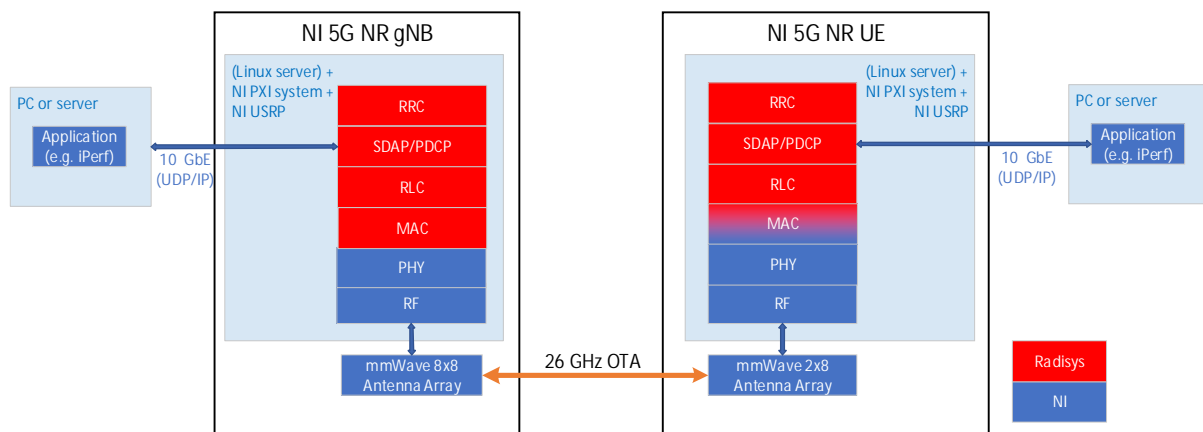 NI 5G NR gNB
NI 5G NR UE
(Linux server) +
NI PXI system +
NI USRP
(Linux server) +
NI PXI system +
NI USRP
PC or server
Application
(e.g. iPerf)
10 GbE
(UDP/IP)
RRC
SDAP/PDCP
RLC
MAC
PHY
RF
mmWave 8x8
Antenna Array
26 GHz OTA
RRC
SDAP/PDCP
RLC
MAC
PHY
RF
mmWave 2x8
Antenna Array
PC or server
Application
(e.g. iPerf)
10 GbE
(UDP/IP)
Radisys
NI